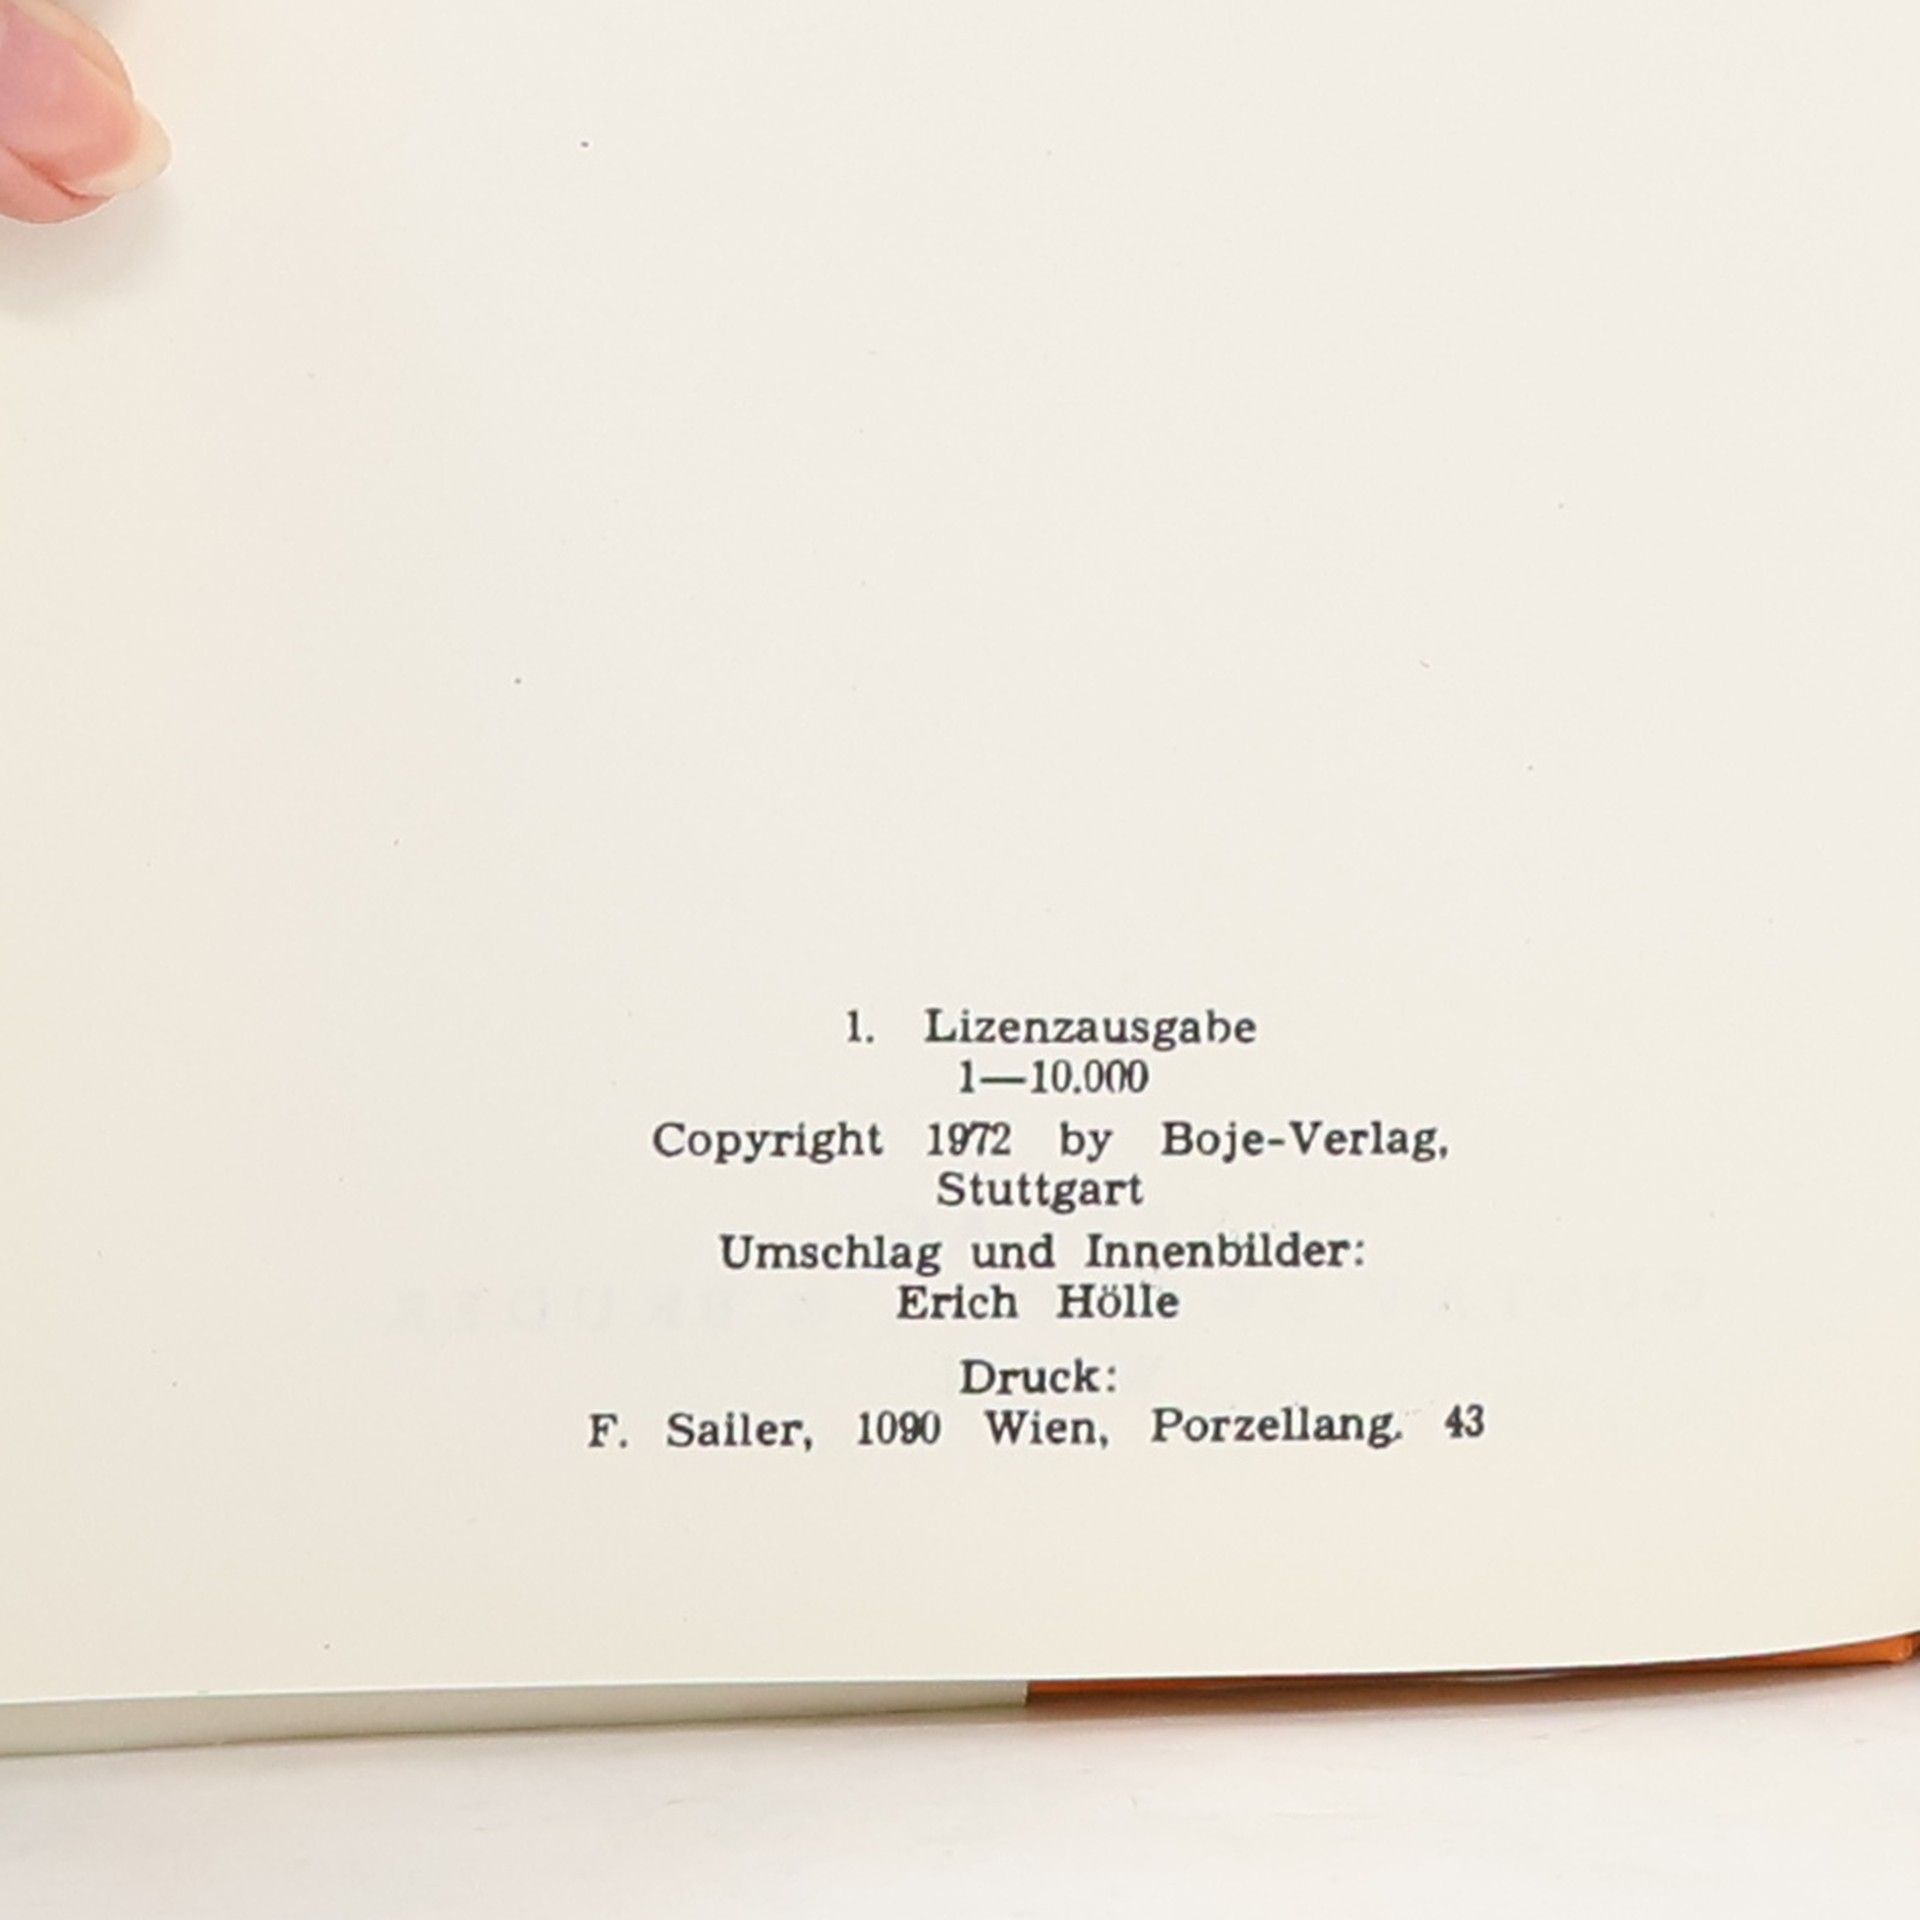 1. Lizenzausgabe
1—10.000
Copyright 1972 by Boje-Verlag,
Stuttgart
Umschlag und Innenbilder:
Erich Hölle
Druck:
F. Sailer, 1090 Wien, Porzellang. 43